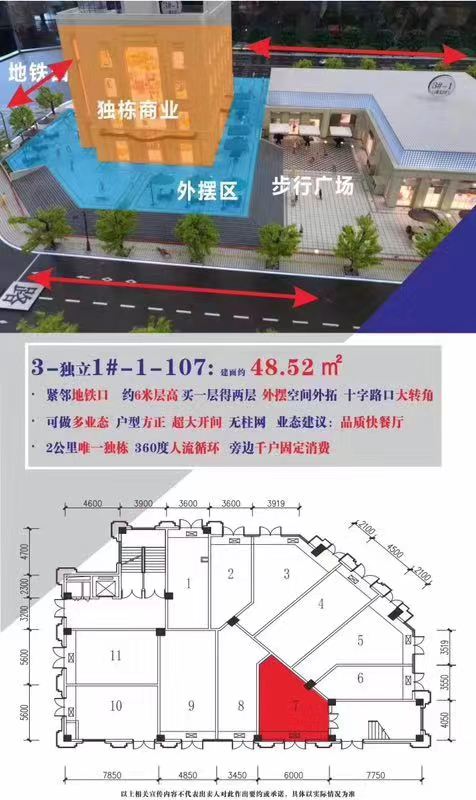 地铁口
独栋商业
外摆区
步行广场
3#-1
路
3-独立1#-1-107: 建面约 48.52㎡
· 紧邻地铁口 约6米层高 买一层得两层 外摆空间外拓 十字路口大转角
· 可做多业态 户型方正 超大开间 无柱网 业态建议: 品质快餐厅
· 2公里唯一独栋 360度人流循环 旁边千户固定消费
4600 3900 3600 3600 3919
2100
4500
2100
4700
2300
3200
5600
5600
3519
3550
4050
1
2
3
4
5
6
7
8
9
10
11
7850 4850 3450 6000 7750
以上相关宣传内容不代表出卖人对此作出要约或承诺, 具体以实际情况为准